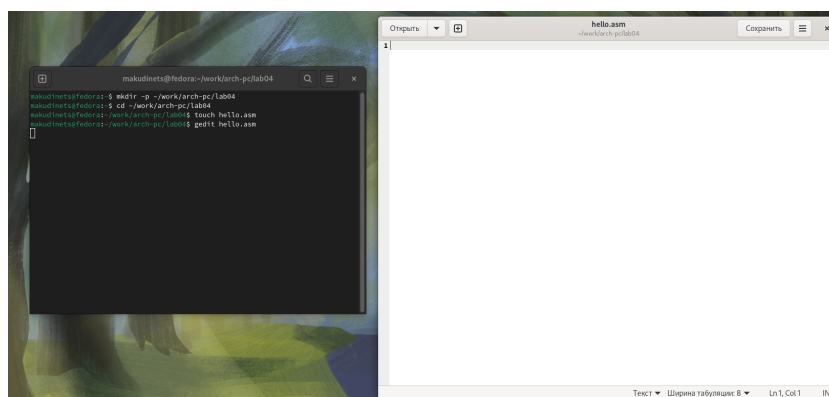 makudinets@fedora:~/work/arch-pc/lab04
makudinets@fedora:~$ mkdir -p ~/work/arch-pc/lab04
makudinets@fedora:~$ cd ~/work/arch-pc/lab04
makudinets@fedora:~/work/arch-pc/lab04$ touch hello.asm
makudinets@fedora:~/work/arch-pc/lab04$ gedit hello.asm
Открыть
hello.asm
~/work/arch-pc/lab04
Сохранить
1
Текст Ширина табуляции: 8 Ln 1, Col 1 IN